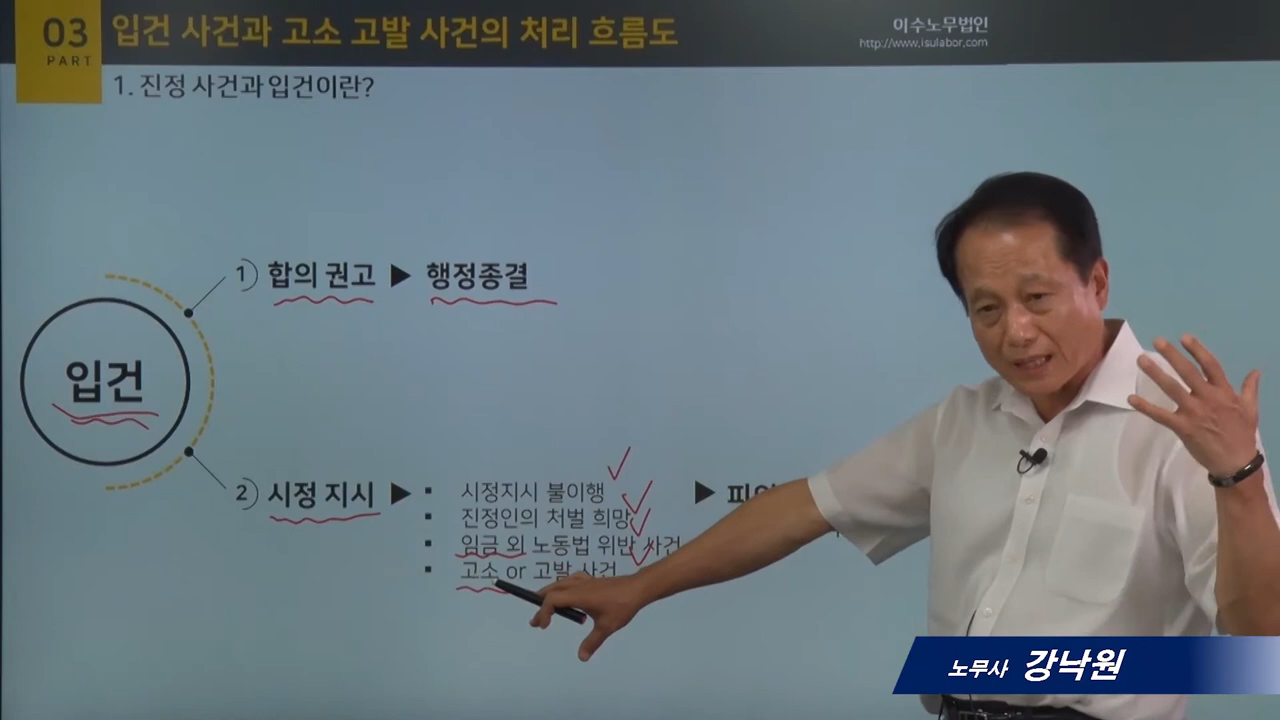 03
PART
입건 사건과 고소 고발 사건의 처리 흐름도
이수노무법인
http://www.isulabor.com
1. 진정 사건과 입건이란?
입건
1) 합의 권고 ▶ 행정종결
2) 시정 지시 ▶
▪ 시정지시 불이행
▪ 진정인의 처벌 희망
▪ 임금 외 노동법 위반 사건
▪ 고소 or 고발 사건
▶
노무사 강낙원